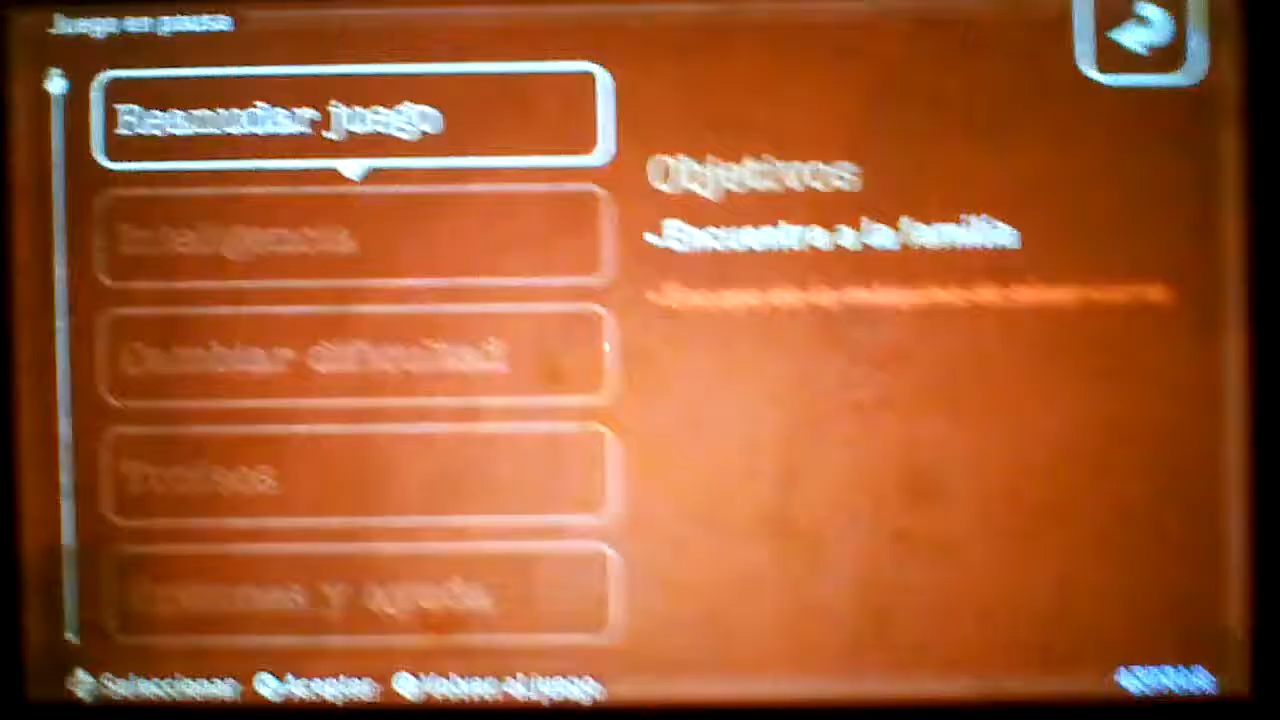 Juego en pausa
Reanudar juego
Inteligencia
Cambiar dificultad
Trofeos
y ayuda
Objetivos
-Encuentra a la familia
Seleccionar Aceptar Volver al juego